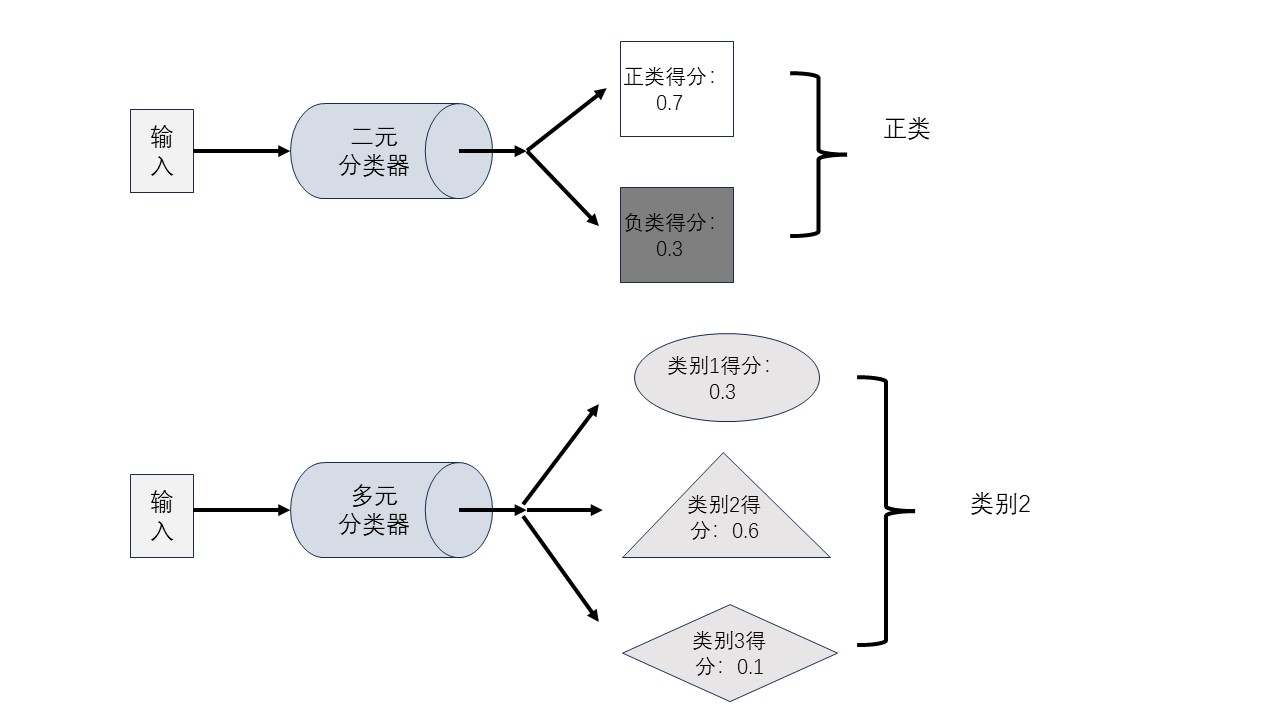 输
入
二元
分类器
正类得分：
0.7
负类得分：
0.3
正类
输
入
多元
分类器
类别1得分：
0.3
类别2得
分：0.6
类别3得
分：0.1
类别2